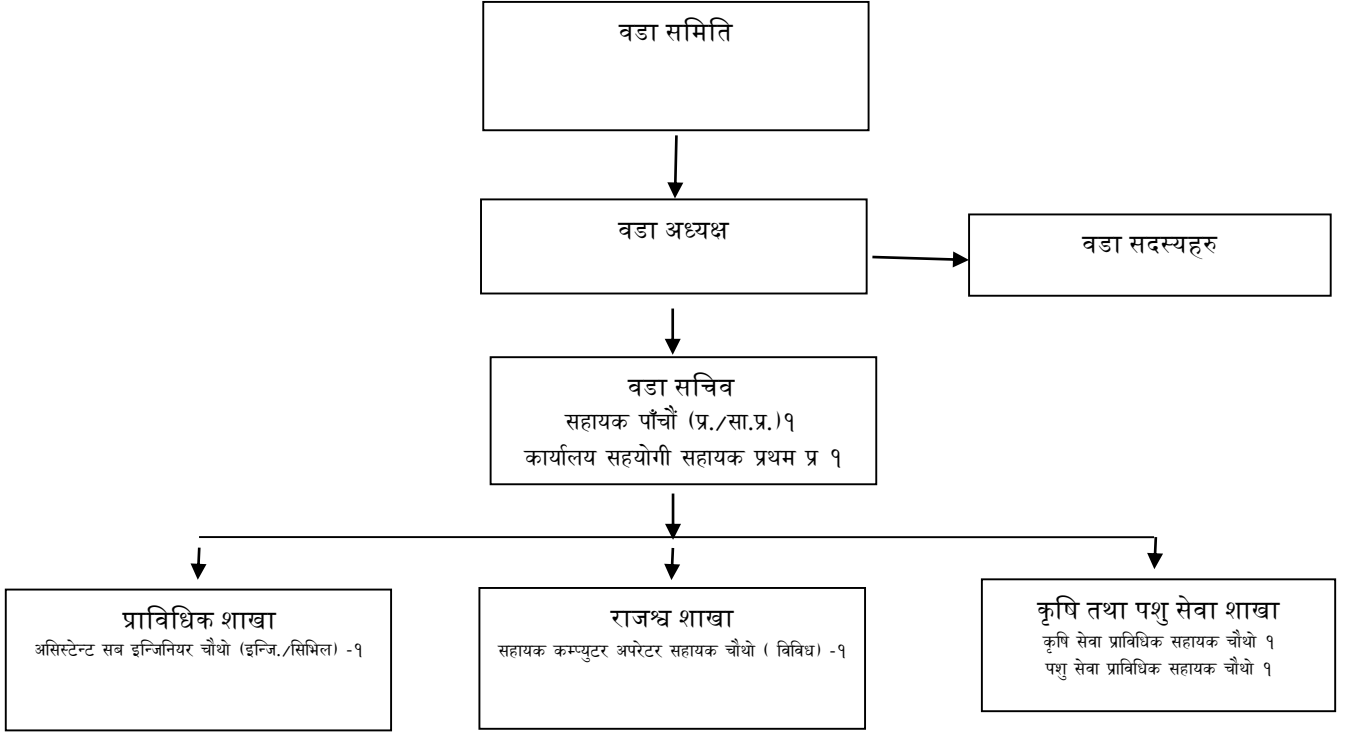 वडा समिति
वडा अध्यक्ष
वडा सदस्यहरु
वडा सचिव
सहायक पाँचौं (प्र./सा.प्र.)१
कार्यालय सहयोगी सहायक प्रथम प्र १
प्राविधिक शाखा
असिस्टेन्ट सब इन्जिनियर चौथो (इन्जि./सिभिल) -१
राजश्व शाखा
सहायक कम्प्युटर अपरेटर सहायक चौथो ( विविध) -१
कृषि तथा पशु सेवा शाखा
कृषि सेवा प्राविधिक सहायक चौथो १
पशु सेवा प्राविधिक सहायक चौथो १